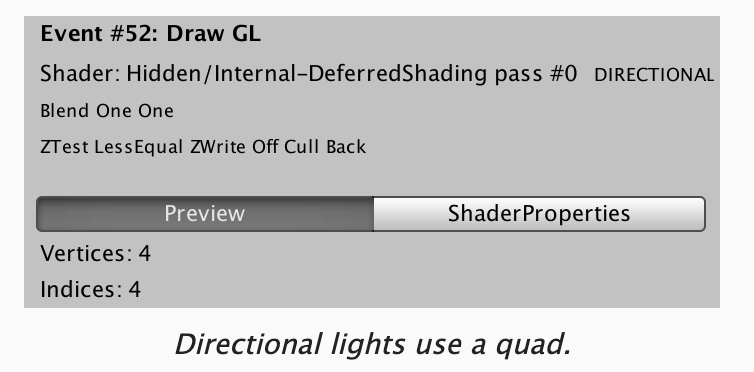 Event #52: Draw GL
Shader: Hidden/Internal-DeferredShading pass #0 DIRECTIONAL
Blend One One
ZTest LessEqual ZWrite Off Cull Back
Preview ShaderProperties
Vertices: 4
Indices: 4
Directional lights use a quad.